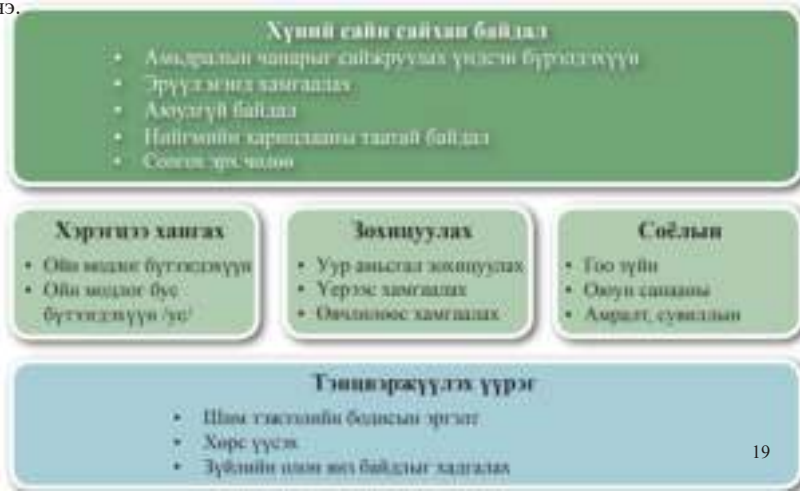 нэ.
Хүний сайн сайхан байдал
• Амьдралын чанарыг сайжруулах үндсэн бүрэлдэхүүн
• Эрүүл мэнд хамгаалах
• Аюулгүй байдал
• Нийгмийн харилцааны таатай байдал
• Сонгох эрх чөлөө
Хэрэгцээ хангах
• Ойн модлог бүтээгдэхүүн
• Ойн модлог бус
бүтээгдэхүүн /ус/
Зохицуулах
• Уур амьсгал зохицуулах
• Үерээс хамгаалах
• Өвчлөлөөс хамгаалах
Соёлын
• Гоо зүйн
• Оюун санааны
• Амралт, сувиллын
Тэнцвэржүүлэх үүрэг
• Шим тэжээлийн бодисын эргэлт
• Хөрс үүсэх
• Зүйлийн олон янз байдлыг хадгалах
19